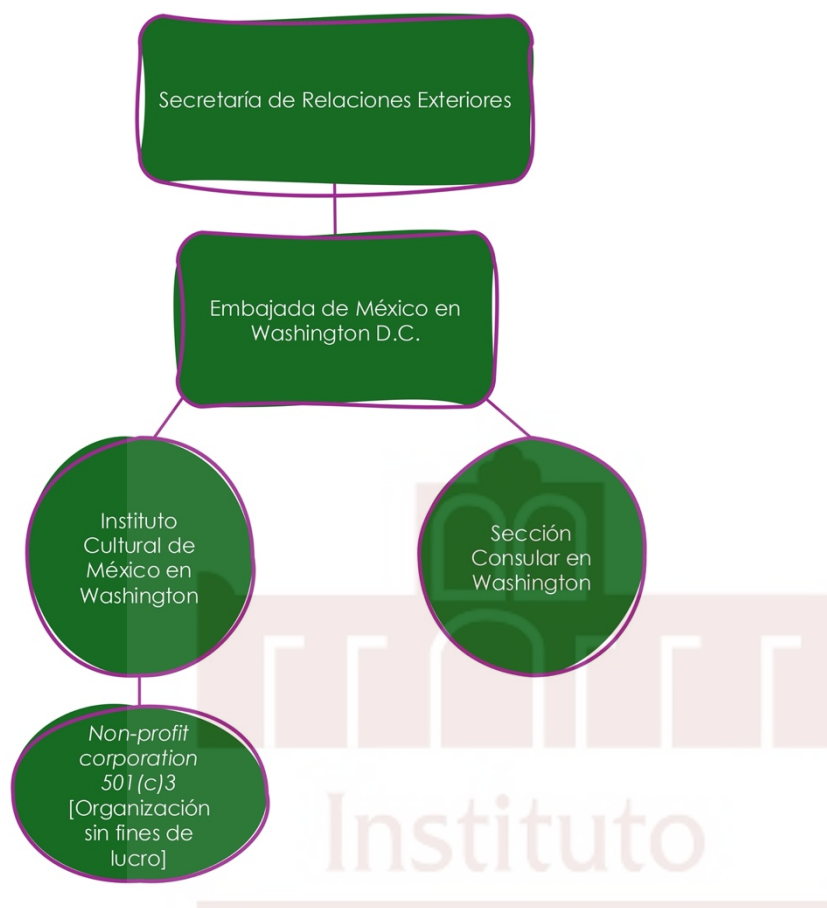 Secretaría de Relaciones Exteriores
Embajada de México en
Washington D.C.
Instituto
Cultural de
México en
Washington
Sección
Consular en
Washington
Non-profit
corporation
501(c)3
[Organización
sin fines de
lucro]
Instituto